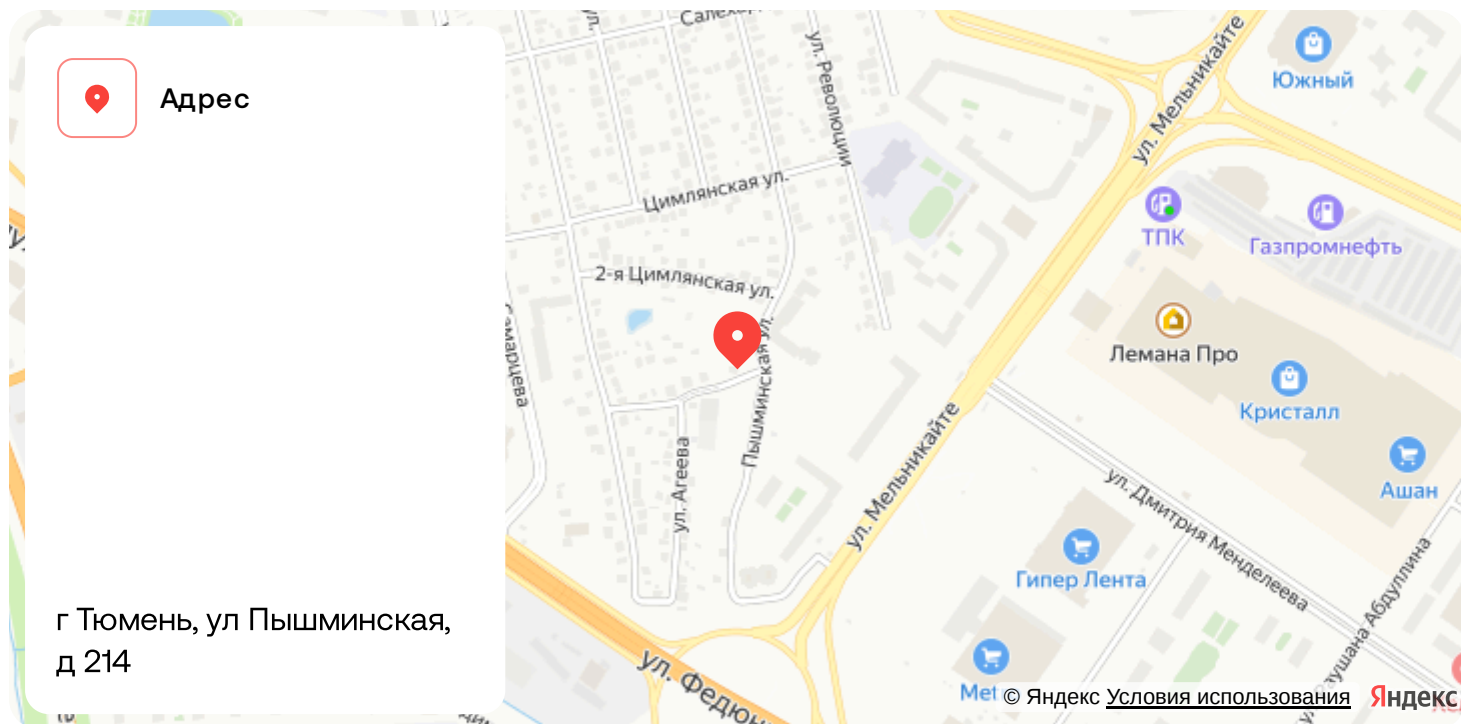 Адрес
г Тюмень, ул Пышминская,
д 214
ул. Революции
Цимлянская ул.
2-я Цимлянская ул.
Пышминская ул.
ул. Агеева
ул. Мельникайте
ул. Мельникайте
Южный
ТПК
Газпромнефть
Лемана Про
Кристалл
Ашан
ул. Дмитрия Менделеева
Гипер Лента
© Яндекс Условия использования
Яндекс